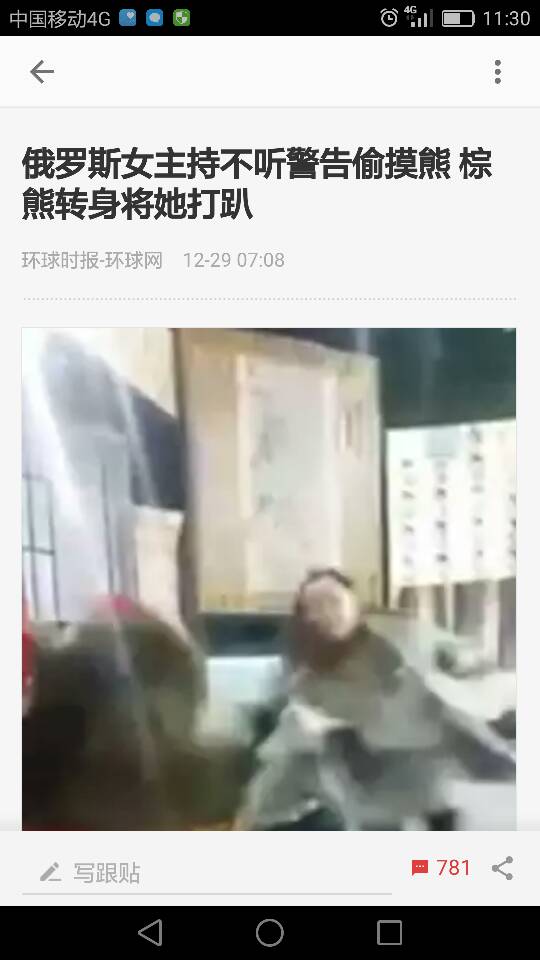 中国移动4G
4G
11:30
俄罗斯女主持不听警告偷摸熊 棕
熊转身将她打趴
环球时报-环球网 12-29 07:08
写跟贴
781